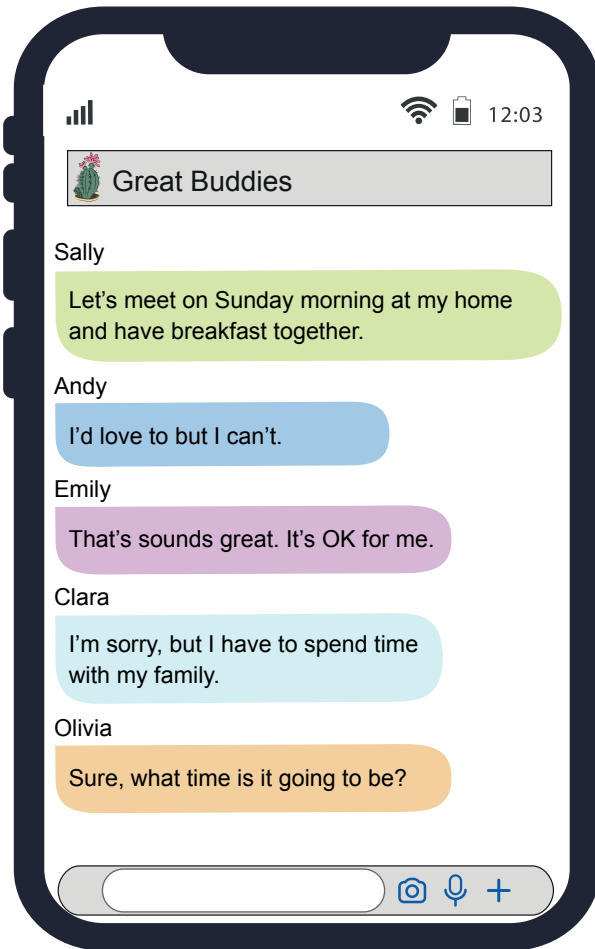 12:03
Great Buddies
Sally
Let’s meet on Sunday morning at my home
and have breakfast together.
Andy
I’d love to but I can’t.
Emily
That’s sounds great. It’s OK for me.
Clara
I’m sorry, but I have to spend time
with my family.
Olivia
Sure, what time is it going to be?